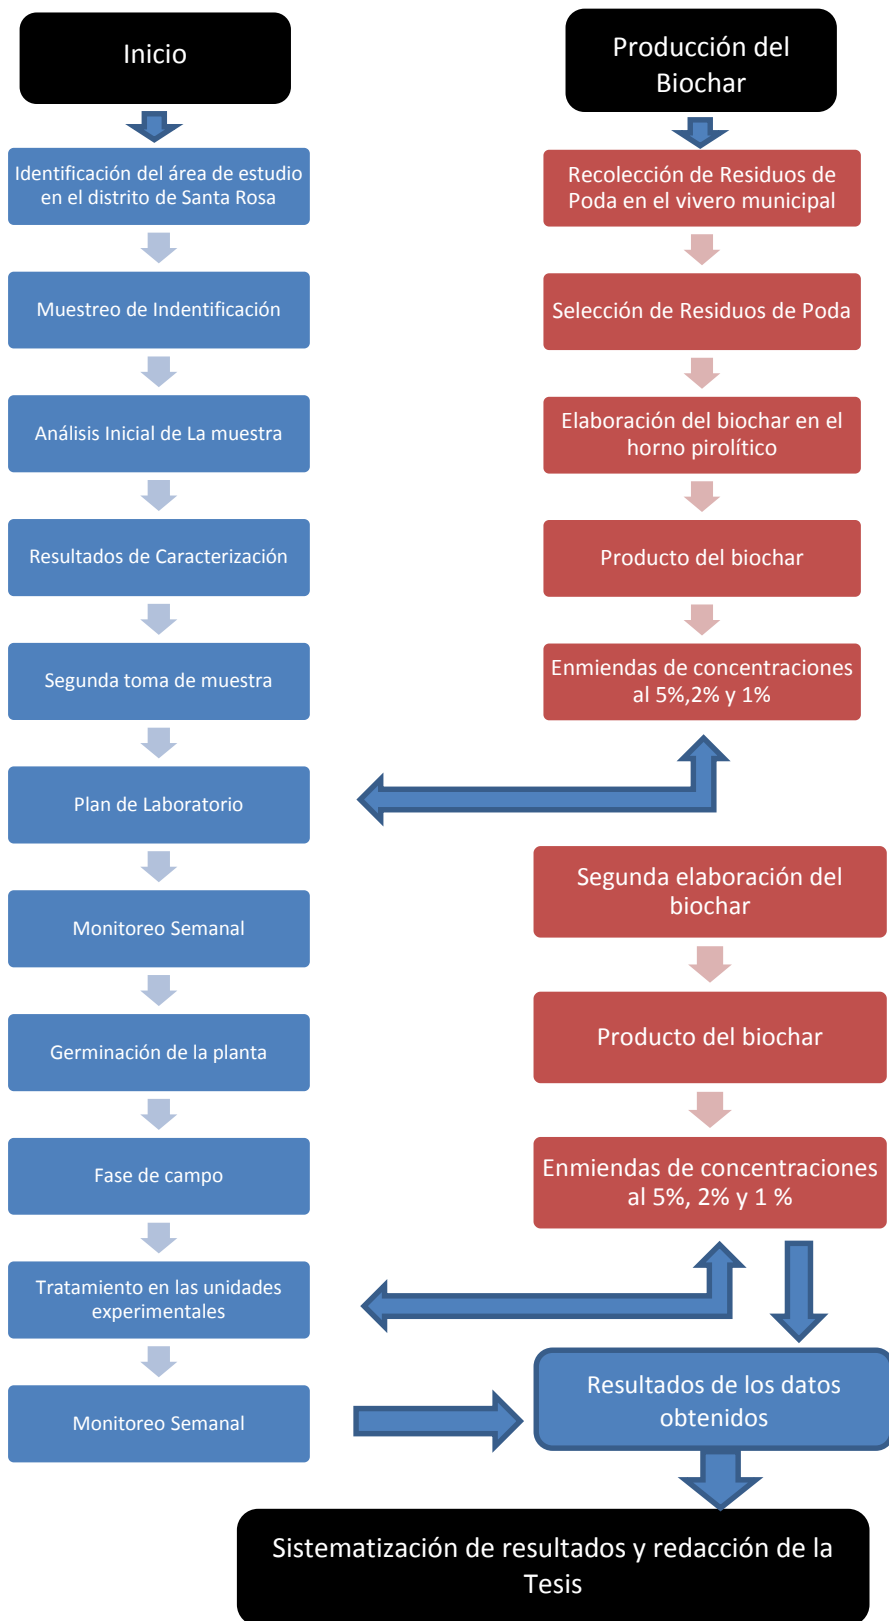 Inicio
Identificación del área de estudio
en el distrito de Santa Rosa
Muestreo de Indentificación
Análisis Inicial de La muestra
Resultados de Caracterización
Segunda toma de muestra
Plan de Laboratorio
Monitoreo Semanal
Germinación de la planta
Fase de campo
Tratamiento en las unidades
experimentales
Monitoreo Semanal
Producción del
Biochar
Recolección de Residuos de
Poda en el vivero municipal
Selección de Residuos de Poda
Elaboración del biochar en el
horno pirolítico
Producto del biochar
Enmiendas de concentraciones
al 5%,2% y 1%
Segunda elaboración del
biochar
Producto del biochar
Enmiendas de concentraciones
al 5%, 2% y 1 %
Resultados de los datos
obtenidos
Sistematización de resultados y redacción de la
Tesis